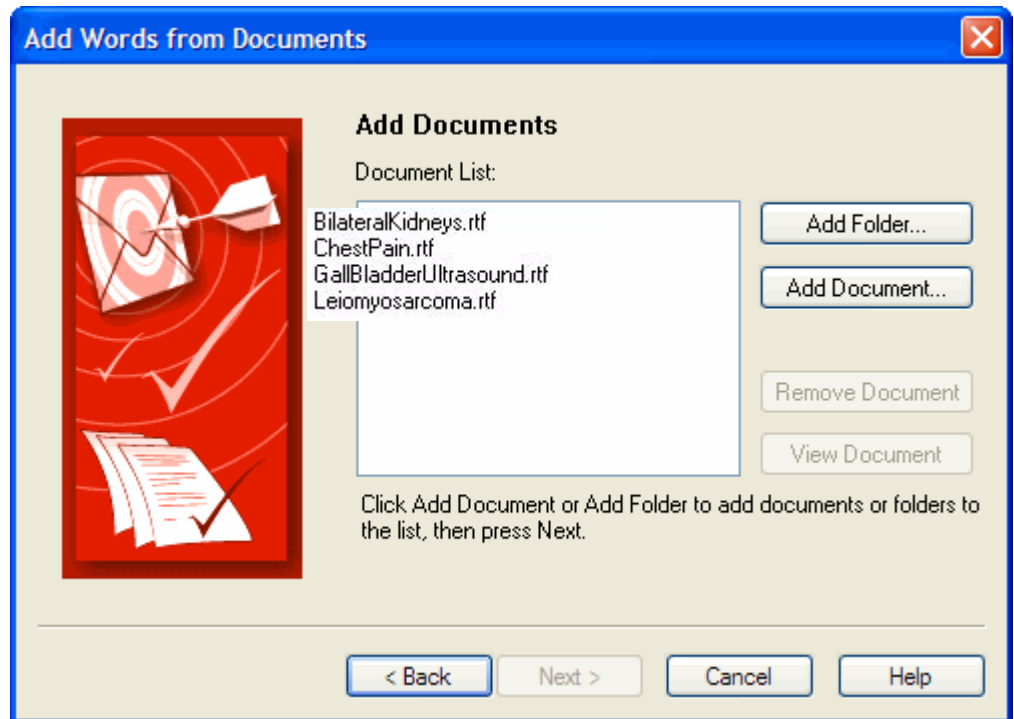 Add Words from Documents
Add Documents
Document List:
BilateralKidneys.rtf
ChestPain.rtf
GallBladderUltrasound.rtf
Leiomyosarcoma.rtf
Add Folder...
Add Document...
Remove Document
View Document
Click Add Document or Add Folder to add documents or folders to
the list, then press Next.
< Back
Next >
Cancel
Help